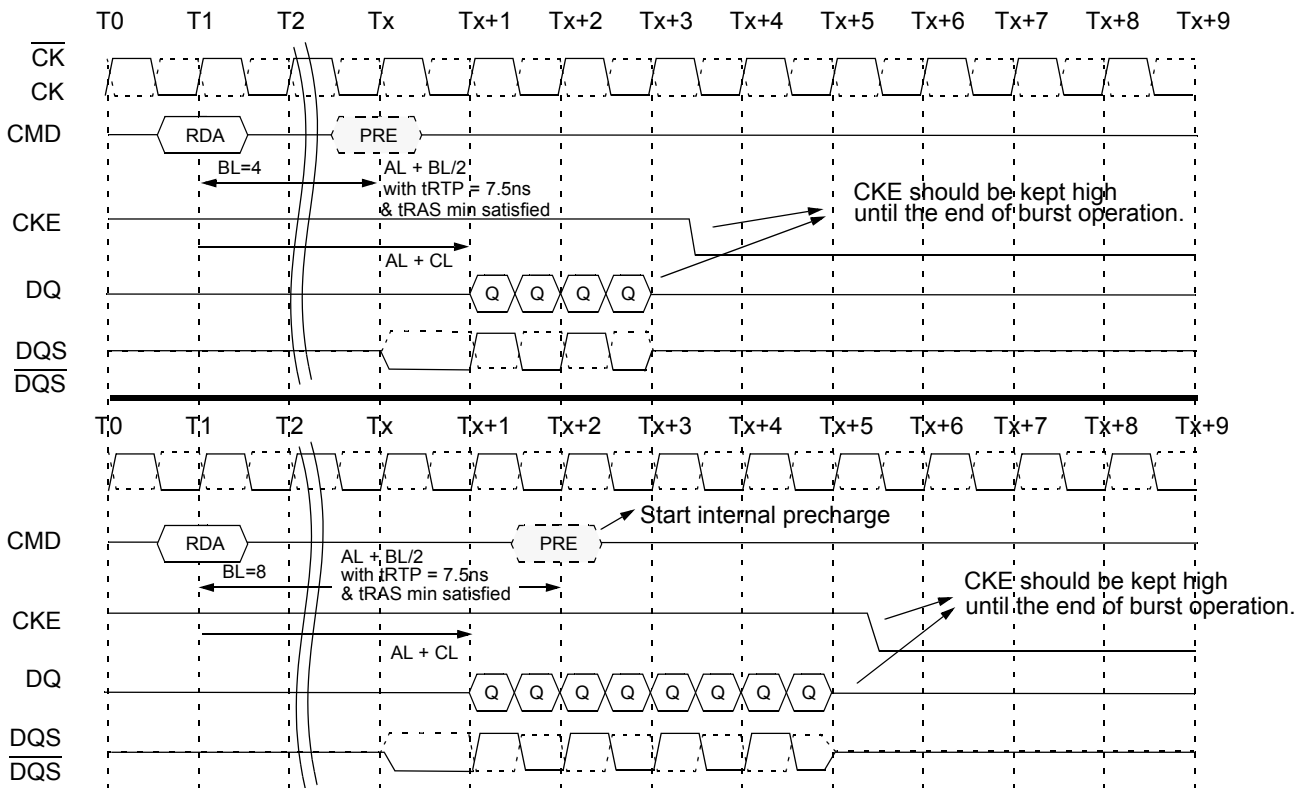 T0 T1 T2 Tx Tx+1 Tx+2 Tx+3 Tx+4 Tx+5 Tx+6 Tx+7 Tx+8 Tx+9
CK
CK
CMD RDA PRE
BL=4 AL + BL/2
with tRTP = 7.5ns
& tRAS min satisfied
CKE should be kept high
until the end of burst operation.
CKE
AL + CL
DQ Q Q Q Q
DQS
DQS
T0 T1 T2 Tx Tx+1 Tx+2 Tx+3 Tx+4 Tx+5 Tx+6 Tx+7 Tx+8 Tx+9
Start internal precharge
CMD RDA PRE
BL=8 AL + BL/2
with tRTP = 7.5ns
& tRAS min satisfied
CKE should be kept high
until the end of burst operation.
CKE
AL + CL
DQ Q Q Q Q Q Q Q Q
DQS
DQS